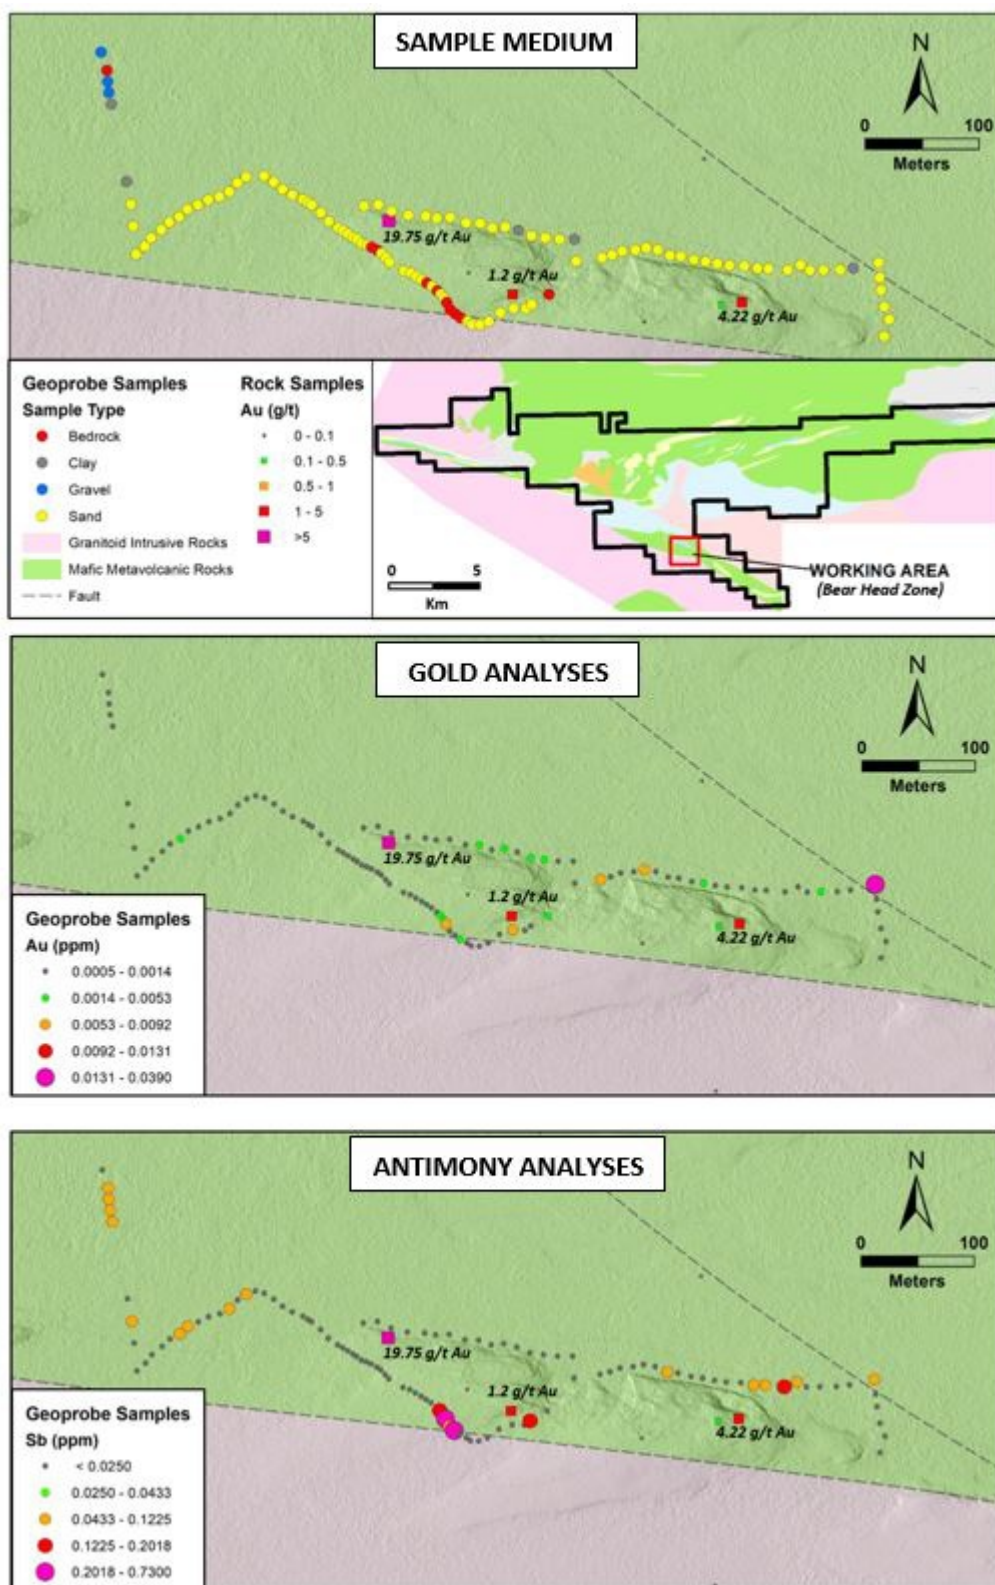 SAMPLE MEDIUM
N
0 100
Meters
19.75 g/t Au
1.2 g/t Au
4.22 g/t Au
Geoprobe Samples
Sample Type
Bedrock
Clay
Gravel
Sand
Granitoid Intrusive Rocks
Mafic Metavolcanic Rocks
Fault
Rock Samples
Au (g/t)
0 - 0.1
0.1 - 0.5
0.5 - 1
1 - 5
>5
0 5
Km
WORKING AREA
(Bear Head Zone)
GOLD ANALYSES
N
0 100
Meters
19.75 g/t Au
1.2 g/t Au
4.22 g/t Au
Geoprobe Samples
Au (ppm)
0.0005 - 0.0014
0.0014 - 0.0053
0.0053 - 0.0092
0.0092 - 0.0131
0.0131 - 0.0390
ANTIMONY ANALYSES
N
0 100
Meters
19.75 g/t Au
1.2 g/t Au
4.22 g/t Au
Geoprobe Samples
Sb (ppm)
< 0.0250
0.0250 - 0.0433
0.0433 - 0.1225
0.1225 - 0.2018
0.2018 - 0.7300